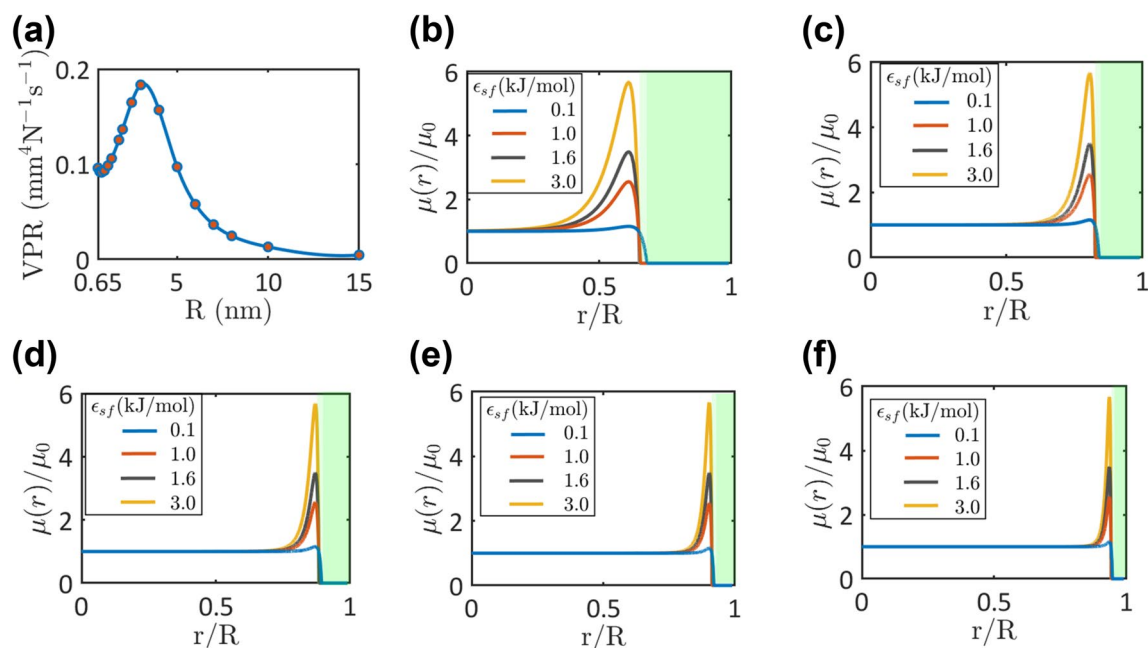 (a)
VPR (mm⁴N⁻¹s⁻¹)
0.2
0.1
0
0.65
5
10
15
R (nm)
(b)
μ(r)/μ₀
6
4
2
0
ϵ_sf(kJ/mol)
0.1
1.0
1.6
3.0
0
0.5
1
r/R
(c)
μ(r)/μ₀
6
4
2
0
ϵ_sf(kJ/mol)
0.1
1.0
1.6
3.0
0
0.5
1
r/R
(d)
μ(r)/μ₀
6
4
2
0
ϵ_sf(kJ/mol)
0.1
1.0
1.6
3.0
0
0.5
1
r/R
(e)
μ(r)/μ₀
6
4
2
0
ϵ_sf(kJ/mol)
0.1
1.0
1.6
3.0
0
0.5
1
r/R
(f)
μ(r)/μ₀
6
4
2
0
ϵ_sf(kJ/mol)
0.1
1.0
1.6
3.0
0
0.5
1
r/R